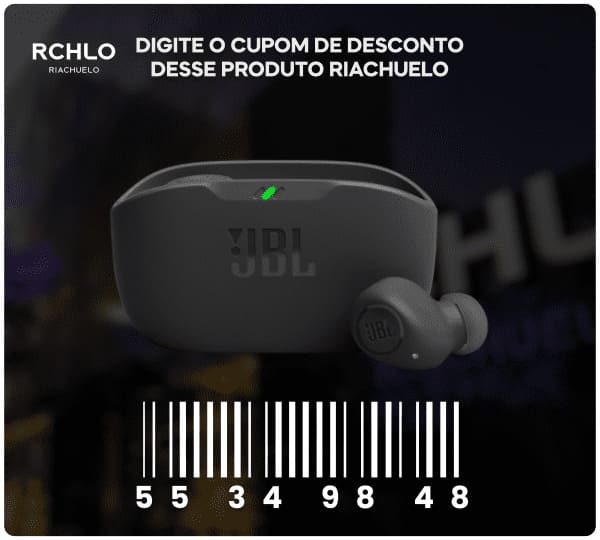 RCHLO
RIACHUELO
DIGITE O CUPOM DE DESCONTO
DESSE PRODUTO RIACHUELO
JBL
JBL
HL
5 5 3 4 9 8 4 8